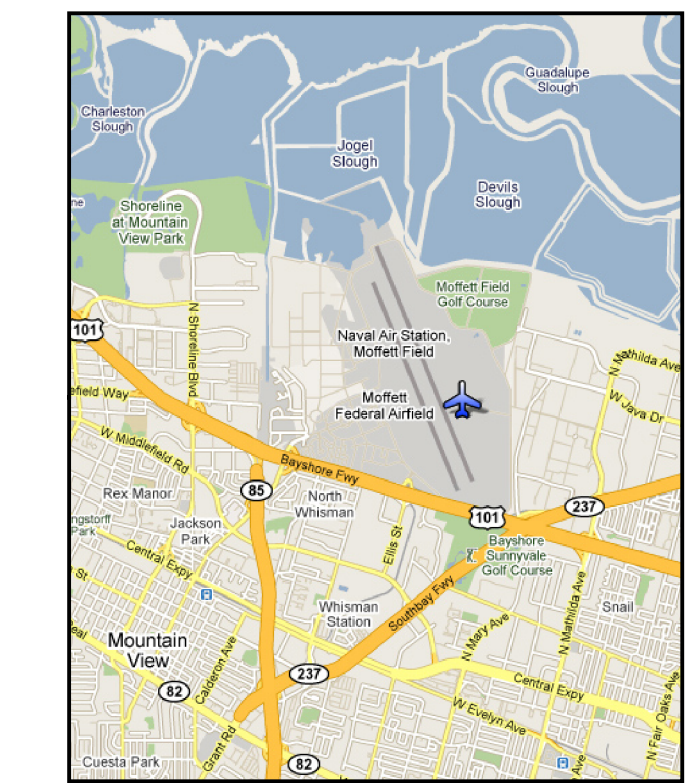 Guadalupe
Slough
Charleston
Slough
Jogel
Slough
Devils
Slough
ne
Shoreline
at Mountain
View Park
Moffett Field
Golf Course
101
N Shoreline Blvd
Naval Air Station,
Moffett Field
N Mathilda Ave
efield Way
Moffett
Federal Airfield
W Java Dr
W Middlefield Rd
Bayshore Fwy
85
Rex Manor
North
Whisman
237
ngstorff
Park
Jackson
Park
101
Ellis St
Bayshore
Sunnyvale
Golf Course
Central Expy
a St
Southbay Fwy
Whisman
Station
Snail
N Mathilda Ave
N Mary Ave
eal
Mountain
View
Calderon Ave
237
82
Central Expy
W Evelyn Ave
N Fair Oaks Ave
Grant Rd
Cuesta Park
82